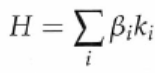 H = ∑_i β_i k_i